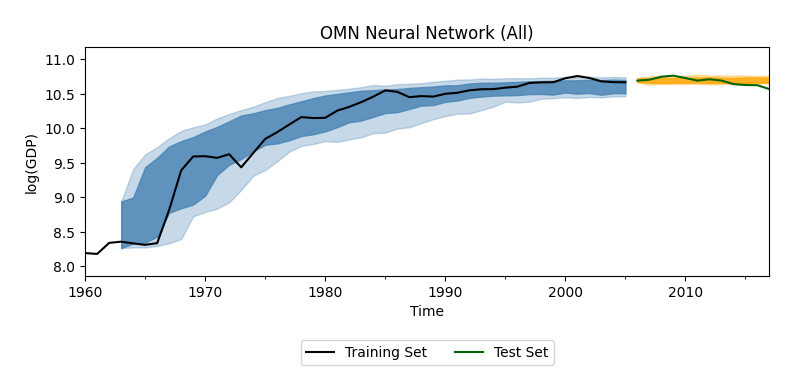 OMN Neural Network (All)
log(GDP)
11.0
10.5
10.0
9.5
9.0
8.5
8.0
1960 1970 1980 1990 2000 2010
Time
Training Set Test Set